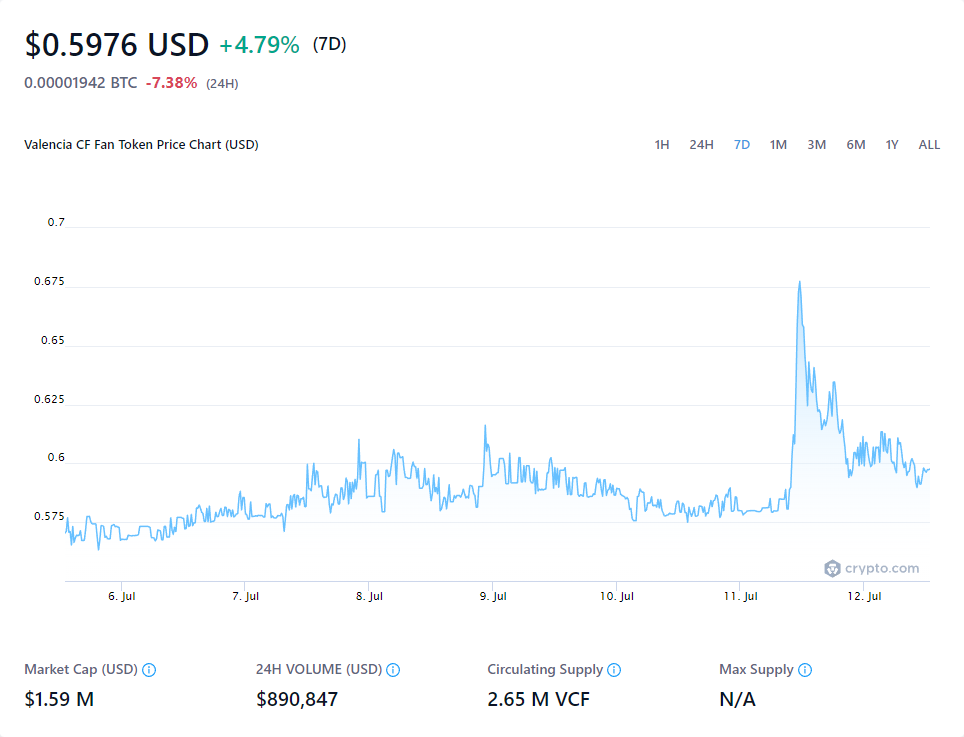 $0.5976 USD +4.79% (7D)
0.00001942 BTC -7.38% (24H)
Valencia CF Fan Token Price Chart (USD) 1H 24H 7D 1M 3M 6M 1Y ALL
0.7
0.675
0.65
0.625
0.6
0.575
crypto.com
6. Jul 7. Jul 8. Jul 9. Jul 10. Jul 11. Jul 12. Jul
Market Cap (USD) 24H VOLUME (USD) Circulating Supply Max Supply
$1.59 M $890,847 2.65 M VCF N/A